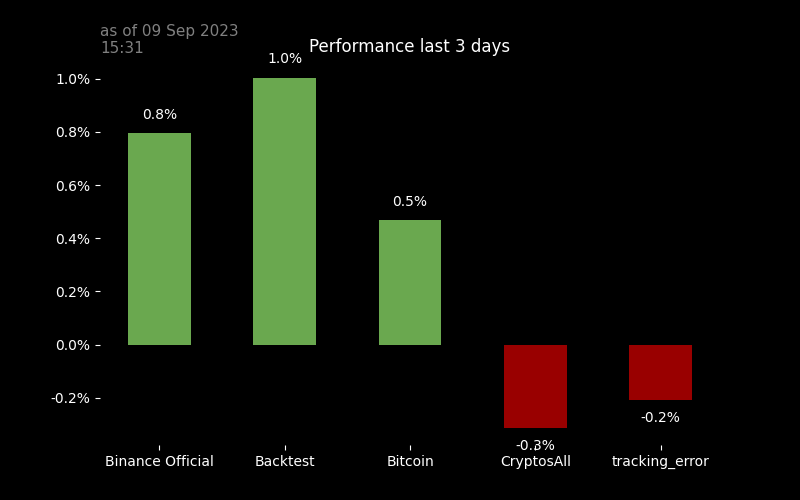 as of 09 Sep 2023
15:31
Performance last 3 days
1.0%
0.8%
0.6%
0.4%
0.2%
0.0%
-0.2%
0.8%
1.0%
0.5%
-0.3%
-0.2%
Binance Official
Backtest
Bitcoin
CryptosAll
tracking_error